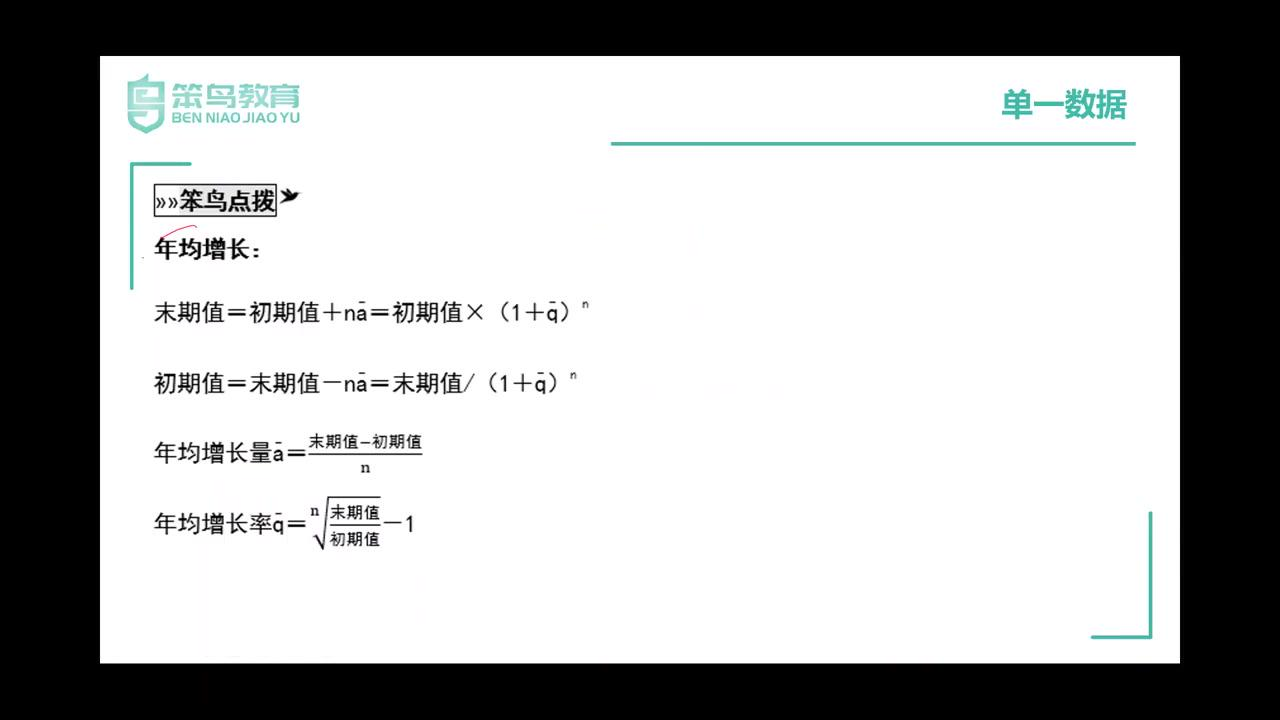 笨鸟教育
BEN NIAO JIAO YU
单一数据
»»笨鸟点拨
年均增长：
末期值＝初期值＋nā＝初期值×（1＋q̄）ⁿ
初期值＝末期值－nā＝末期值/（1＋q̄）ⁿ
年均增长量ā＝末期值－初期值/n
年均增长率q̄＝ⁿ√末期值/初期值－1